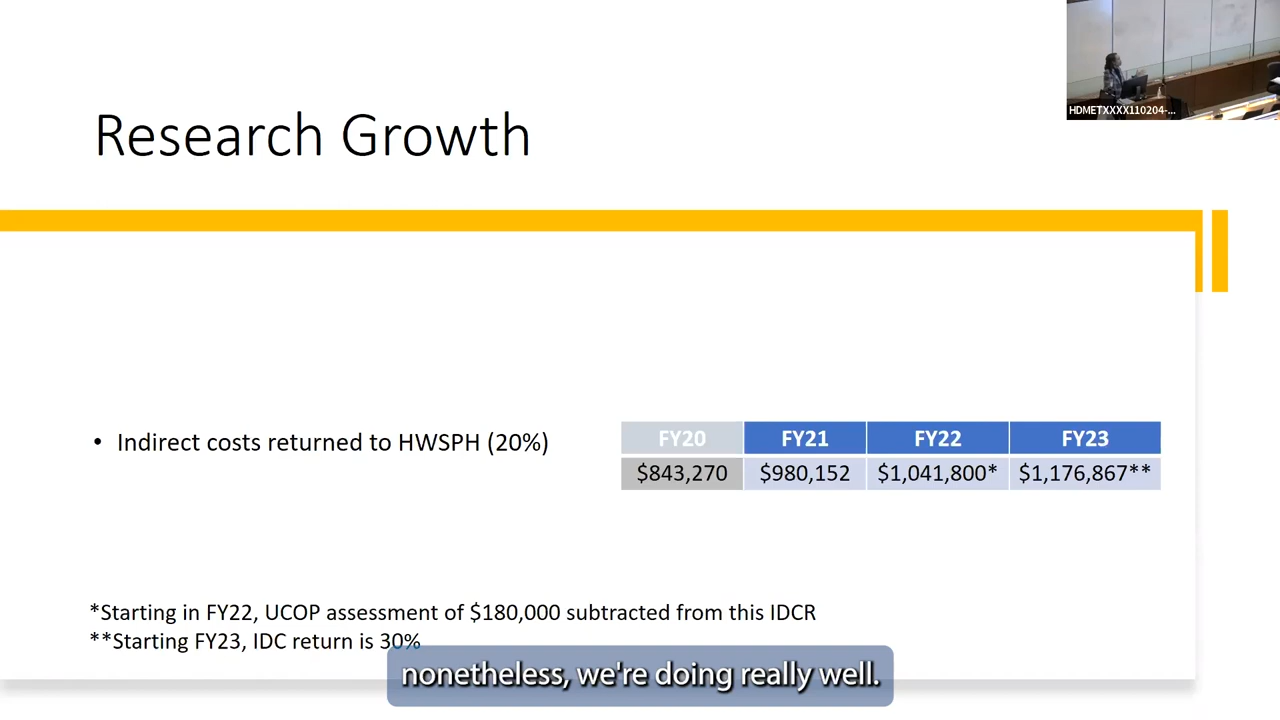 HDMETXXXX110204-...
Research Growth
• Indirect costs returned to HWSPH (20%)
FY20 FY21 FY22 FY23
$843,270 $980,152 $1,041,800* $1,176,867**
*Starting in FY22, UCOP assessment of $180,000 subtracted from this IDCR
**Starting FY23, IDC return is 30%
nonetheless, we're doing really well.